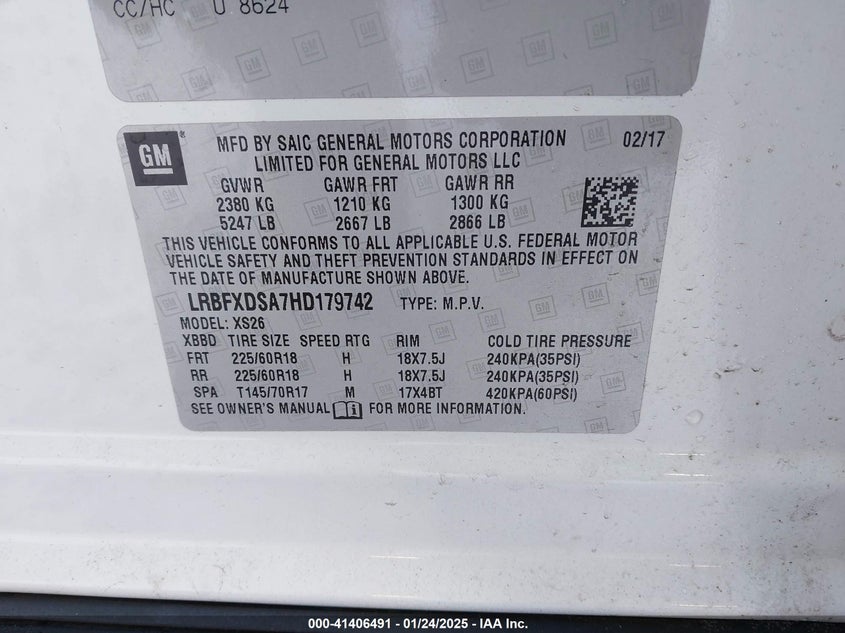 CC/HC U 8624
GM MFD BY SAIC GENERAL MOTORS CORPORATION 02/17
LIMITED FOR GENERAL MOTORS LLC
GVWR GAWR FRT GAWR RR
2380 KG 1210 KG 1300 KG
5247 LB 2667 LB 2866 LB
THIS VEHICLE CONFORMS TO ALL APPLICABLE U.S. FEDERAL MOTOR
VEHICLE SAFETY AND THEFT PREVENTION STANDARDS IN EFFECT ON
THE DATE OF MANUFACTURE SHOWN ABOVE.
LRBFXDSA7HD179742 TYPE: M.P.V.
MODEL: XS26
XBBD TIRE SIZE SPEED RTG RIM COLD TIRE PRESSURE
FRT 225/60R18 H 18X7.5J 240KPA(35PSI)
RR 225/60R18 H 18X7.5J 240KPA(35PSI)
SPA T145/70R17 M 17X4BT 420KPA(60PSI)
SEE OWNER'S MANUAL i FOR MORE INFORMATION.
000-41406491 - 01/24/2025 - IAA Inc.